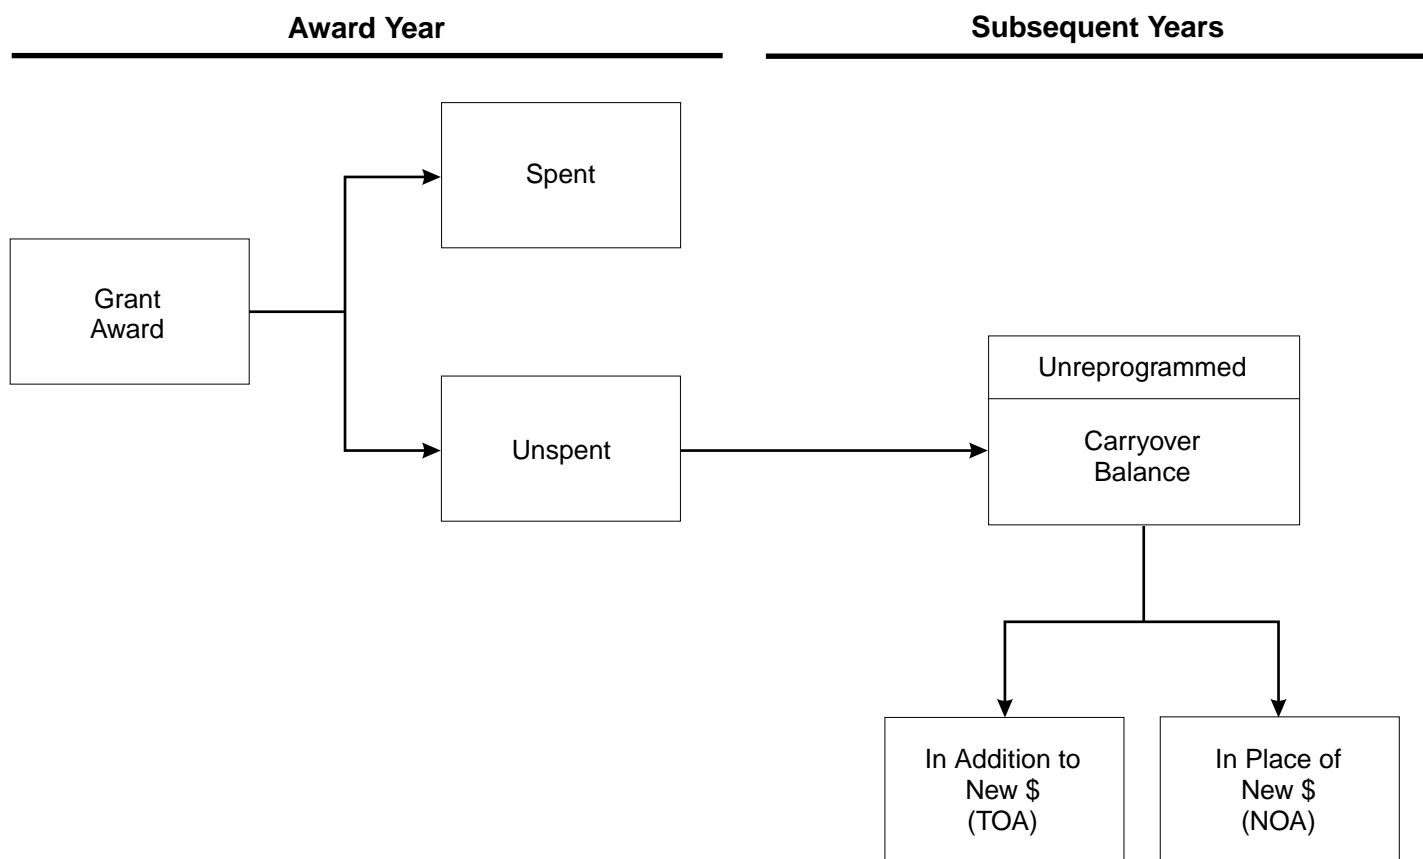 Award Year
Subsequent Years
Spent
Grant
Award
Unspent
Unreprogrammed
Carryover
Balance
In Addition to
New $
(TOA)
In Place of
New $
(NOA)